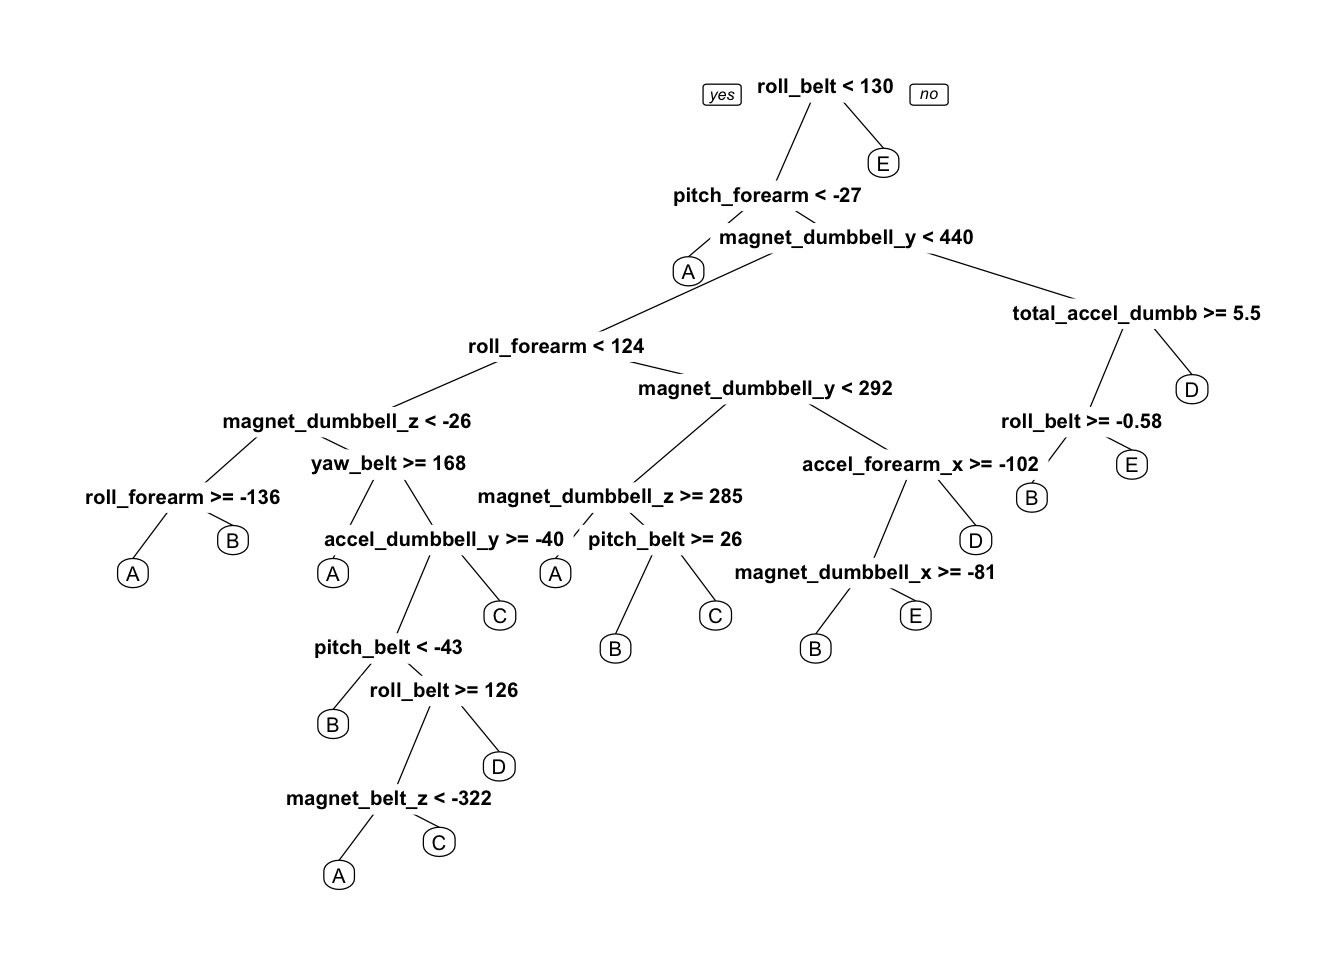 yes roll_belt < 130 no
E
pitch_forearm < -27
magnet_dumbbell_y < 440
A
total_accel_dumbb >= 5.5
roll_forearm < 124
magnet_dumbbell_y < 292
D
magnet_dumbbell_z < -26
roll_belt >= -0.58
yaw_belt >= 168
accel_forearm_x >= -102
E
roll_forearm >= -136
magnet_dumbbell_z >= 285
B
B
accel_dumbbell_y >= -40
pitch_belt >= 26
D
A
A
A
magnet_dumbbell_x >= -81
C
C
E
pitch_belt < -43
B
B
roll_belt >= 126
B
D
magnet_belt_z < -322
C
A